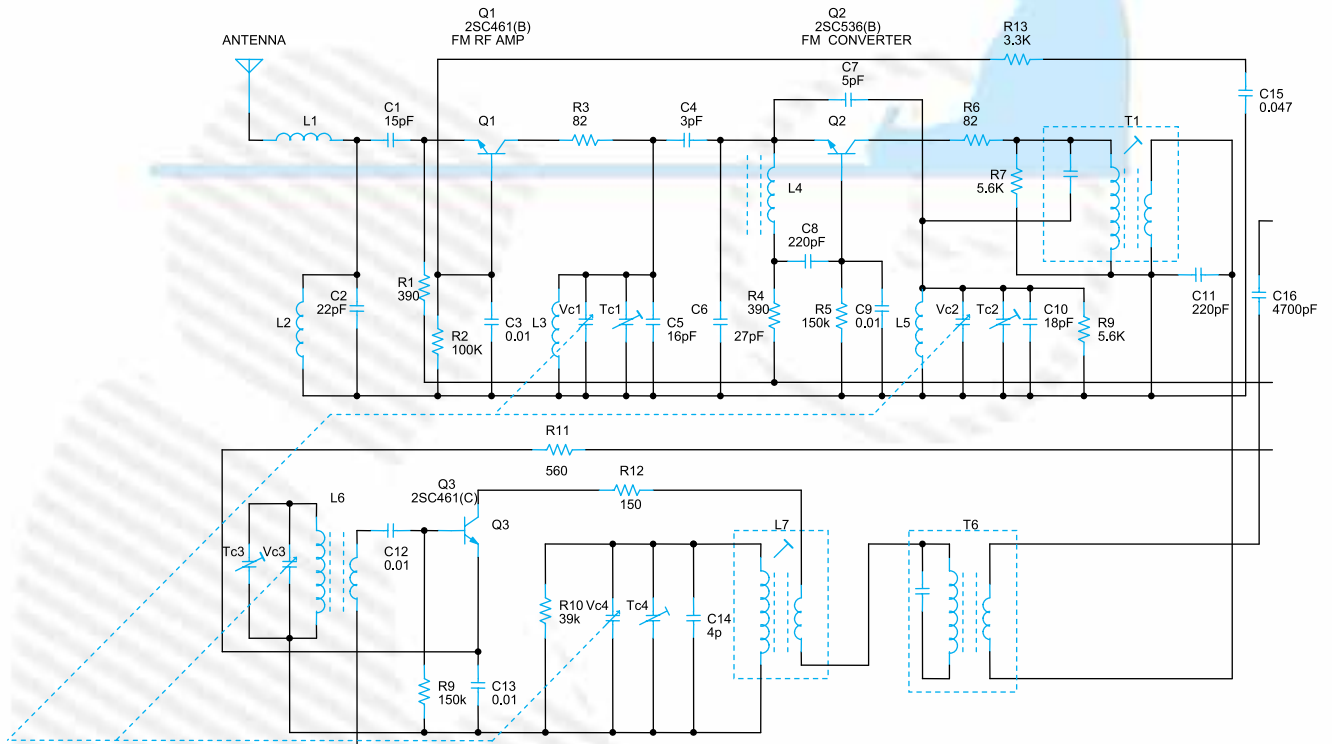 Q1
2SC461(B)
FM RF AMP
Q2
2SC536(B)
FM CONVERTER
R13
3.3K
ANTENNA
C7
5pF
C15
0.047
L1
C1
15pF
Q1
R3
82
C4
3pF
Q2
R6
82
T1
R7
5.6K
L4
C8
220pF
R1
390
C2
22pF
L2
R2
100K
C3
0.01
L3
Vc1
Tc1
C5
16pF
C6
27pF
R4
390
R5
150k
C9
0.01
L5
Vc2
Tc2
C10
18pF
R9
5.6K
C11
220pF
C16
4700pF
R11
560
R12
150
Q3
2SC461(C)
Q3
L6
L7
T6
Tc3
Vc3
C12
0.01
R10
39k
Vc4
Tc4
C14
4p
R9
150k
C13
0.01